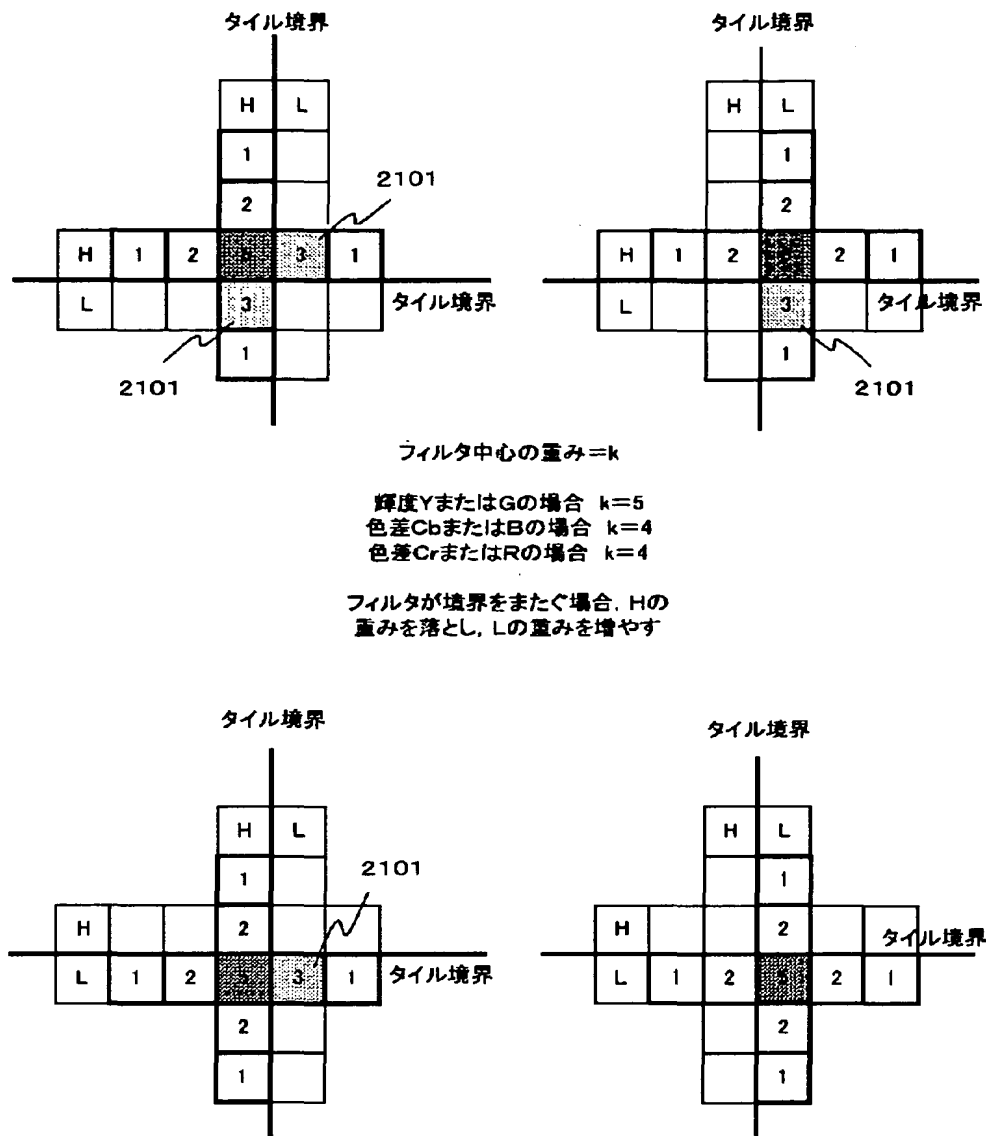 タイル境界 タイル境界
H L H L
1 1
2101
2 2
H 1 2 3 1 H 1 2 2 1
タイル境界 タイル境界
L 3 L 3
1 1
2101 2101
フィルタ中心の重み=k
輝度YまたはGの場合 k=5
色差CbまたはBの場合 k=4
色差CrまたはRの場合 k=4
フィルタが境界をまたぐ場合,Hの
重みを落とし,Lの重みを増やす
タイル境界 タイル境界
H L H L
1 1
2101
H 2 H 2
タイル境界
L 1 2 5 3 1 タイル境界 L 1 2 5 2 1
2 2
1 1